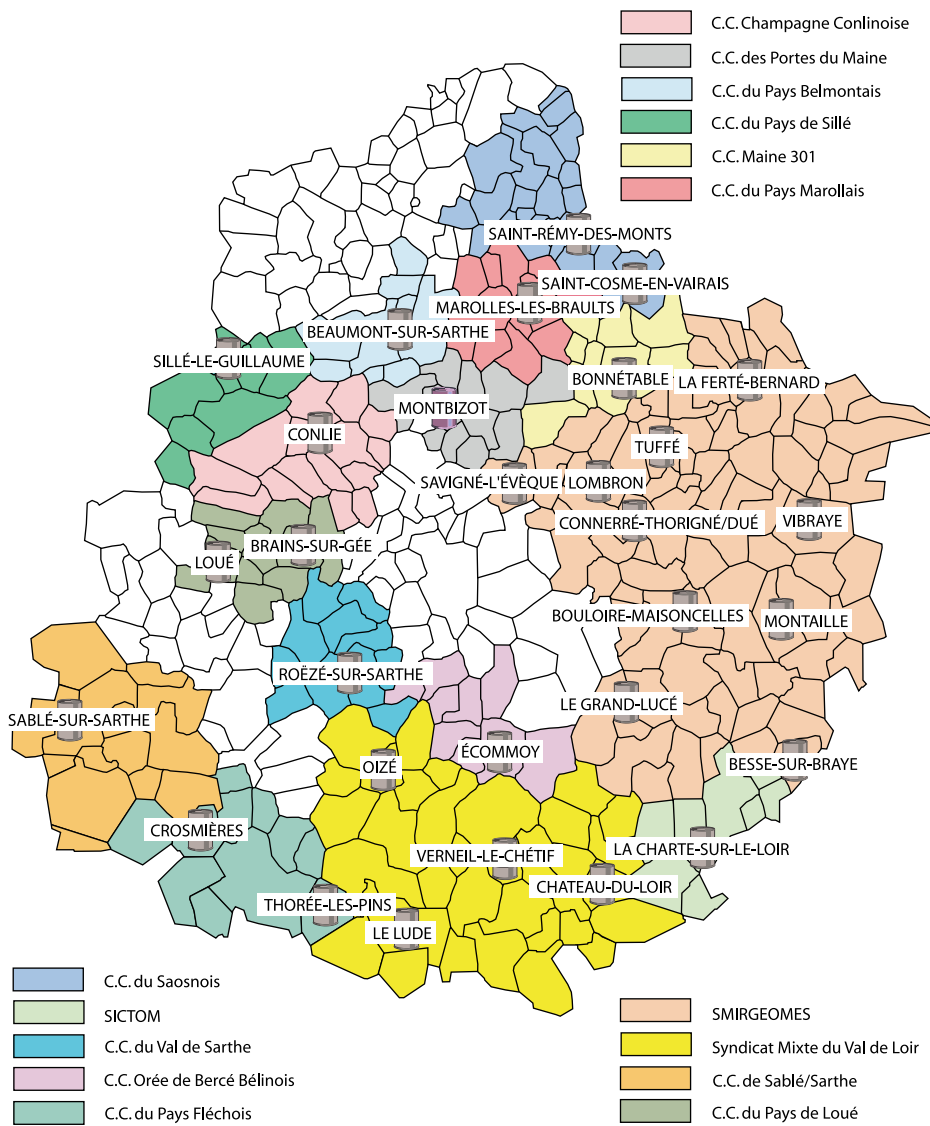 C.C. Champagne Conlinoise
C.C. des Portes du Maine
C.C. du Pays Belmontais
C.C. du Pays de Sillé
C.C. Maine 301
C.C. du Pays Marollais
SAINT-RÉMY-DES-MONTS
SAINT-COSME-EN-VAIRAIS
MAROLLES-LES-BRAULTS
BEAUMONT-SUR-SARTHE
SILLÉ-LE-GUILLAUME
BONNÉTABLE
LA FERTÉ-BERNARD
MONTBIZOT
CONLIE
TUFFÉ
SAVIGNÉ-L'ÉVÈQUE
LOMBRON
CONNERRÉ-THORIGNÉ/DUÉ
VIBRAYE
BRAINS-SUR-GÉE
LOUÉ
BOULOIRE-MAISONCELLES
MONTAILLE
ROËZÉ-SUR-SARTHE
LE GRAND-LUCÉ
SABLÉ-SUR-SARTHE
ÉCOMMOY
OIZÉ
BESSE-SUR-BRAYE
CROSMIÈRES
LA CHARTE-SUR-LE-LOIR
VERNEIL-LE-CHÉTIF
CHATEAU-DU-LOIR
THORÉE-LES-PINS
LE LUDE
C.C. du Saosnois
SICTOM
C.C. du Val de Sarthe
C.C. Orée de Bercé Bélinois
C.C. du Pays Fléchois
SMIRGEOMES
Syndicat Mixte du Val de Loir
C.C. de Sablé/Sarthe
C.C. du Pays de Loué